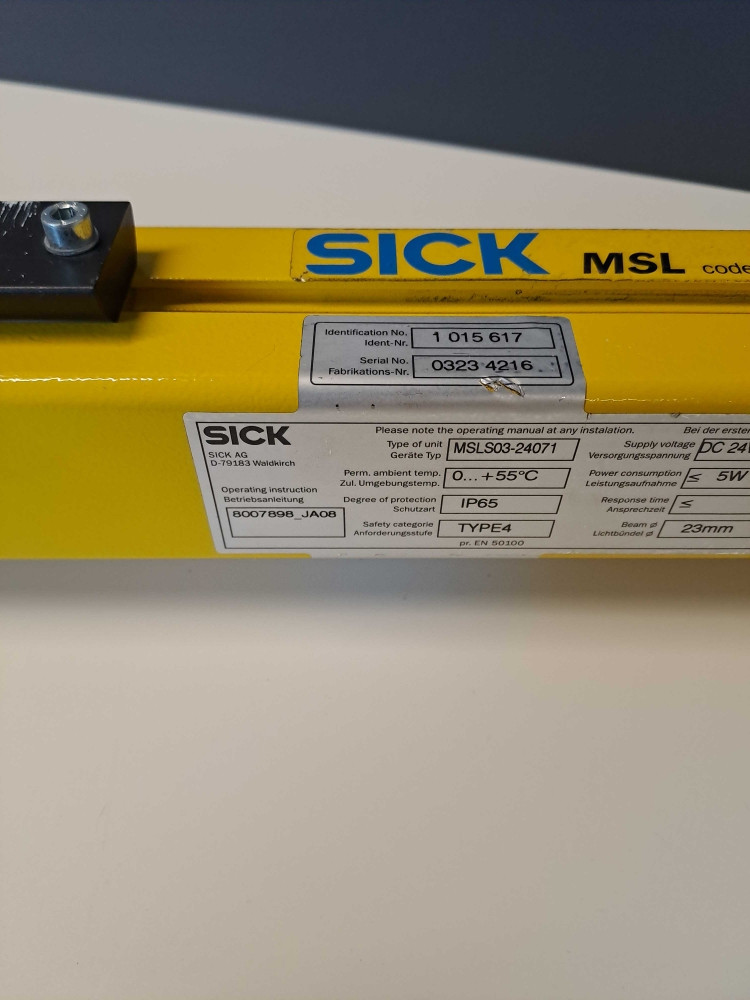 SICK MSL code
Identification No. 1 015 617
Ident-Nr.
Serial No. 0323 4216
Fabrikations-Nr.
SICK
SICK AG
D-79183 Waldkirch
Operating instruction
Betriebsanleitung
8007898_JA08
Please note the operating manual at any instalation.
Bei der ersten
Type of unit MSLS03-24071
Geräte Typ
Perm. ambient temp. 0...+55°C
Zul. Umgebungstemp.
Degree of protection IP65
Schutzart
Safety categorie TYPE4
Anforderungsstufe
pr. EN 50100
Supply voltage DC 24
Versorgungsspannung
Power consumption ≤ 5W
Leistungsaufnahme
Response time ≤
Ansprechzeit
Beam ø 23mm
Lichtbündel ø